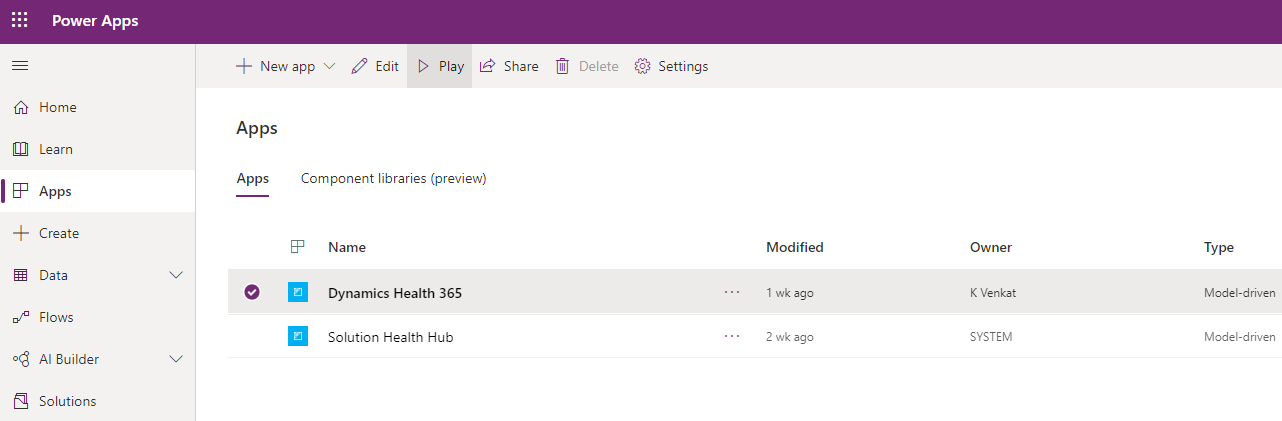 Power Apps
New app Edit Play Share Delete Settings
Home
Learn
Apps
Create
Data
Flows
AI Builder
Solutions
Apps
Apps Component libraries (preview)
Name Modified Owner Type
Dynamics Health 365 ... 1 wk ago K Venkat Model-driven
Solution Health Hub ... 2 wk ago SYSTEM Model-driven